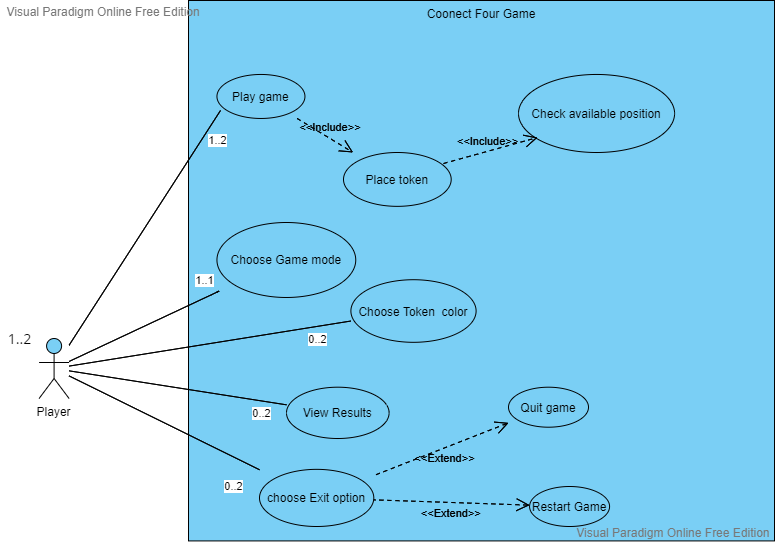 Visual Paradigm Online Free Edition
Coonect Four Game
Play game
Check available position
<<Include>>
<<Include>>
1..2
Place token
Choose Game mode
1..1
Choose Token  color
1..2
0..2
Player
View Results
0..2
Quit game
<<Extend>>
0..2
choose Exit option
Restart Game
<<Extend>>
Visual Paradigm Online Free Edition